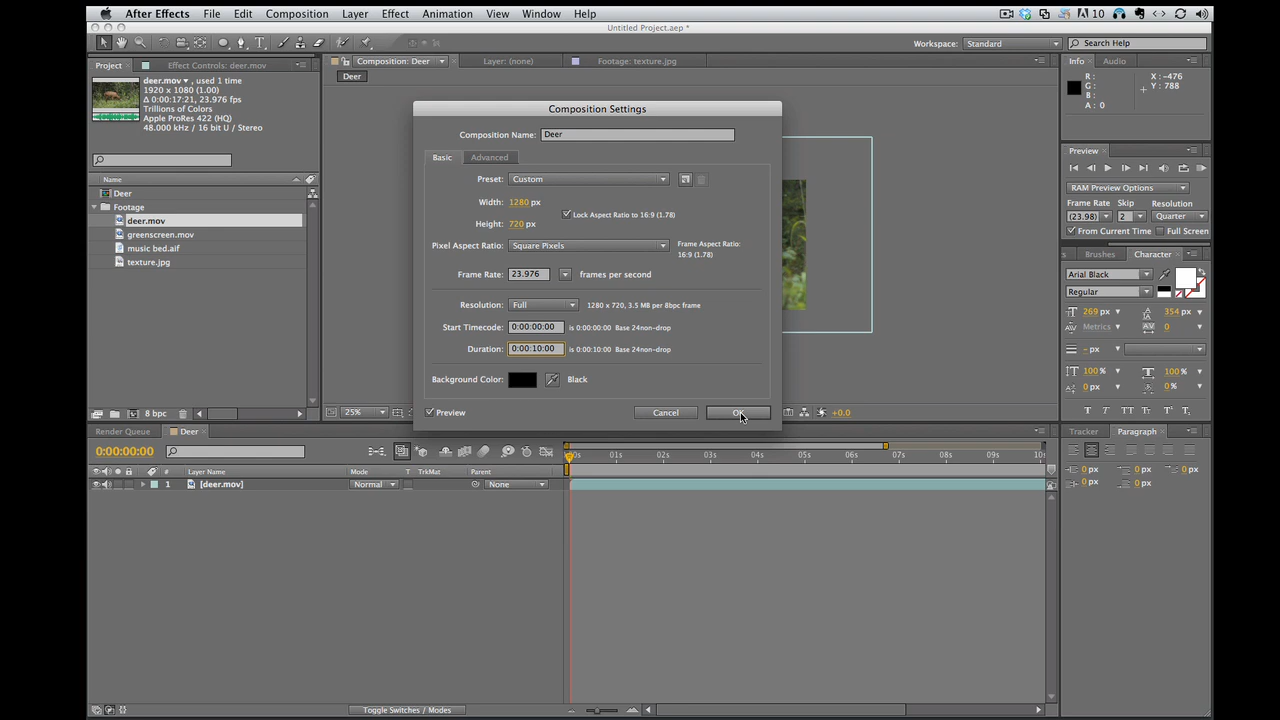 After Effects File Edit Composition Layer Effect Animation View Window Help 10
Untitled Project.aep *
Workspace: Standard Search Help
Project Effect Controls: deer.mov Composition: Deer Layer: (none) Footage: texture.jpg Info Audio
deer.mov, used 1 time
1920 x 1080 (1.00)
Δ 0:00:17:21, 23.976 fps
Trillions of Colors
Apple ProRes 422 (HQ)
48.000 kHz / 16 bit U / Stereo
Deer
R :
G :
B :
A : 0
X : -476
Y : 788
Composition Settings
Composition Name: Deer
Basic Advanced
Preset: Custom
Width: 1280 px
Lock Aspect Ratio to 16:9 (1.78)
Height: 720 px
Pixel Aspect Ratio: Square Pixels
Frame Aspect Ratio:
16:9 (1.78)
Frame Rate: 23.976 frames per second
Resolution: Full 1280 x 720, 3.5 MB per 8bpc frame
Start Timecode: 0:00:00:00 is 0:00:00:00 Base 24non-drop
Duration: 0:00:10:00 is 0:00:10:00 Base 24non-drop
Background Color: Black
Preview Cancel OK
Name
Deer
Footage
deer.mov
greenscreen.mov
music bed.aif
texture.jpg
Preview
RAM Preview Options
Frame Rate Skip Resolution
(23.98) 2 Quarter
From Current Time Full Screen
s Brushes Character
Arial Black
Regular
269 px 354 px
Metrics 0
- px
100 % 100 %
0 px 0 %
T T TT Tt T¹ T₁
8 bpc
25%
+0.0
Render Queue Deer
0:00:00:00
00s 01s 02s 03s 04s 05s 06s 07s 08s 09s 10s
# Layer Name Mode T TrkMat Parent
1 [deer.mov] Normal None
Tracker Paragraph
0 px 0 px 0 px
0 px 0 px
Toggle Switches / Modes